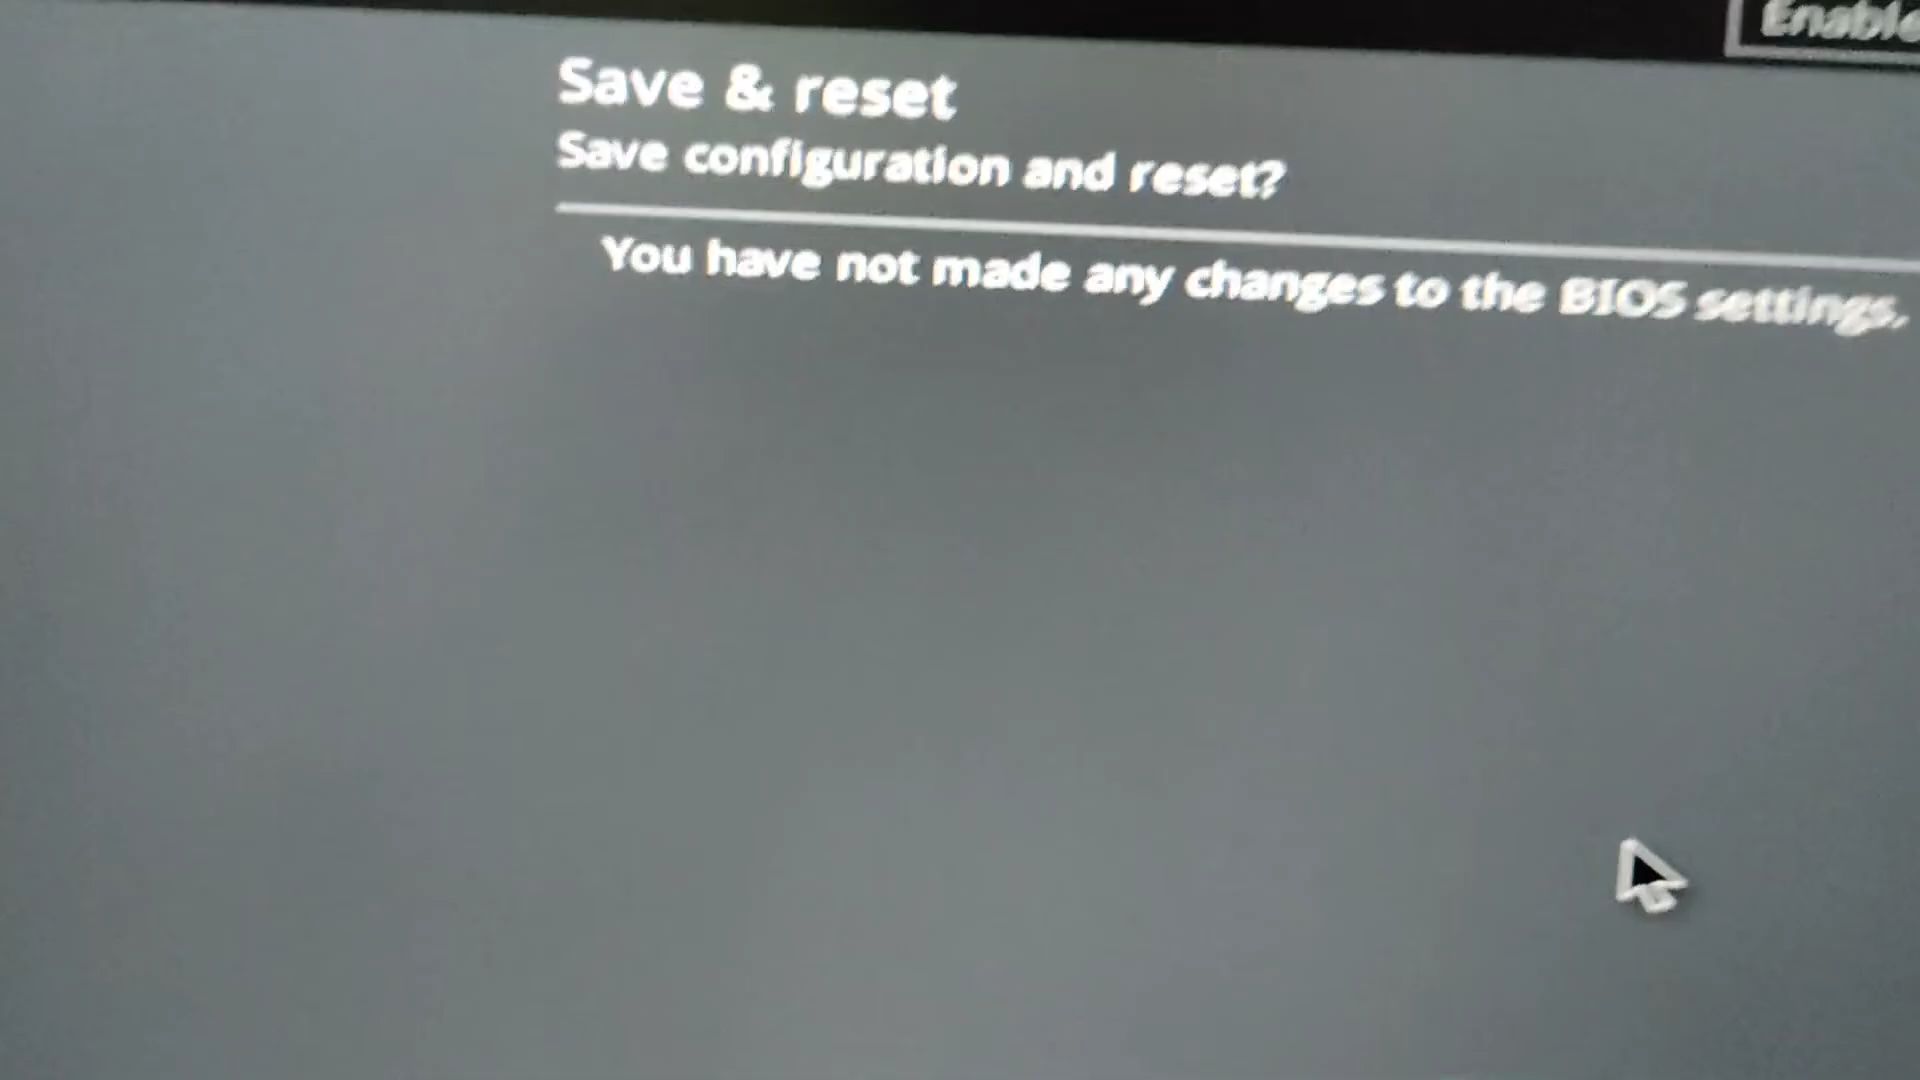 Save & reset
Save configuration and reset?
You have not made any changes to the BIOS settings.